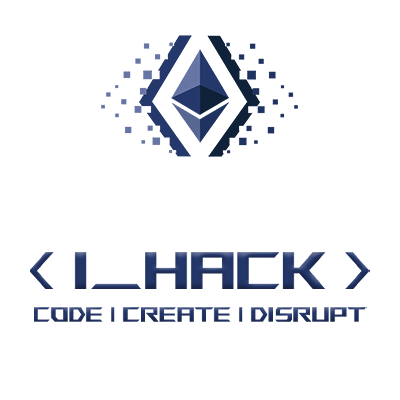 < I_HACK >
CODE | CREATE | DISRUPT